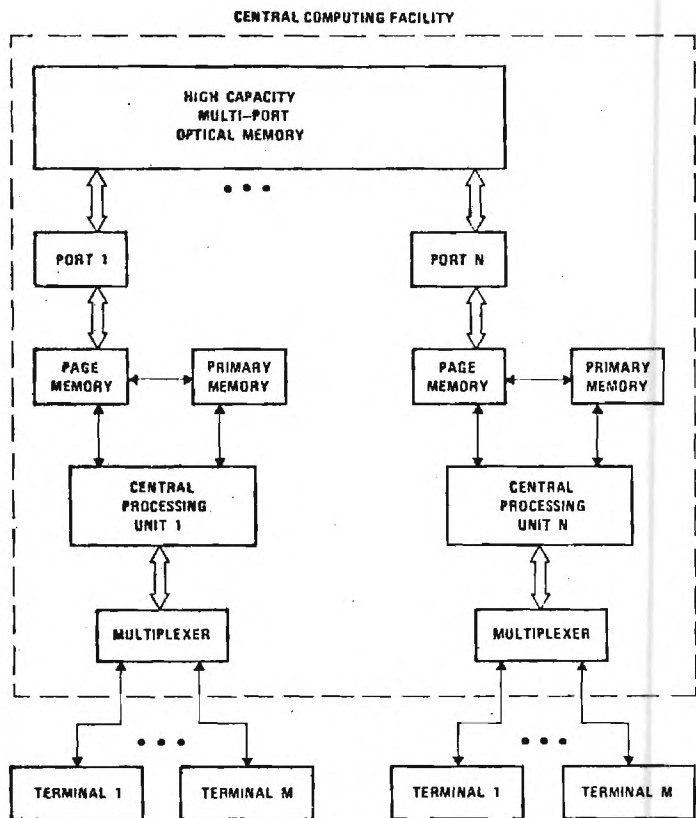 CENTRAL COMPUTING FACILITY
HIGH CAPACITY
MULTI-PORT
OPTICAL MEMORY
PORT 1
PORT N
PAGE
MEMORY
PRIMARY
MEMORY
PAGE
MEMORY
PRIMARY
MEMORY
CENTRAL
PROCESSING
UNIT 1
CENTRAL
PROCESSING
UNIT N
MULTIPLEXER
MULTIPLEXER
TERMINAL 1
TERMINAL M
TERMINAL 1
TERMINAL M